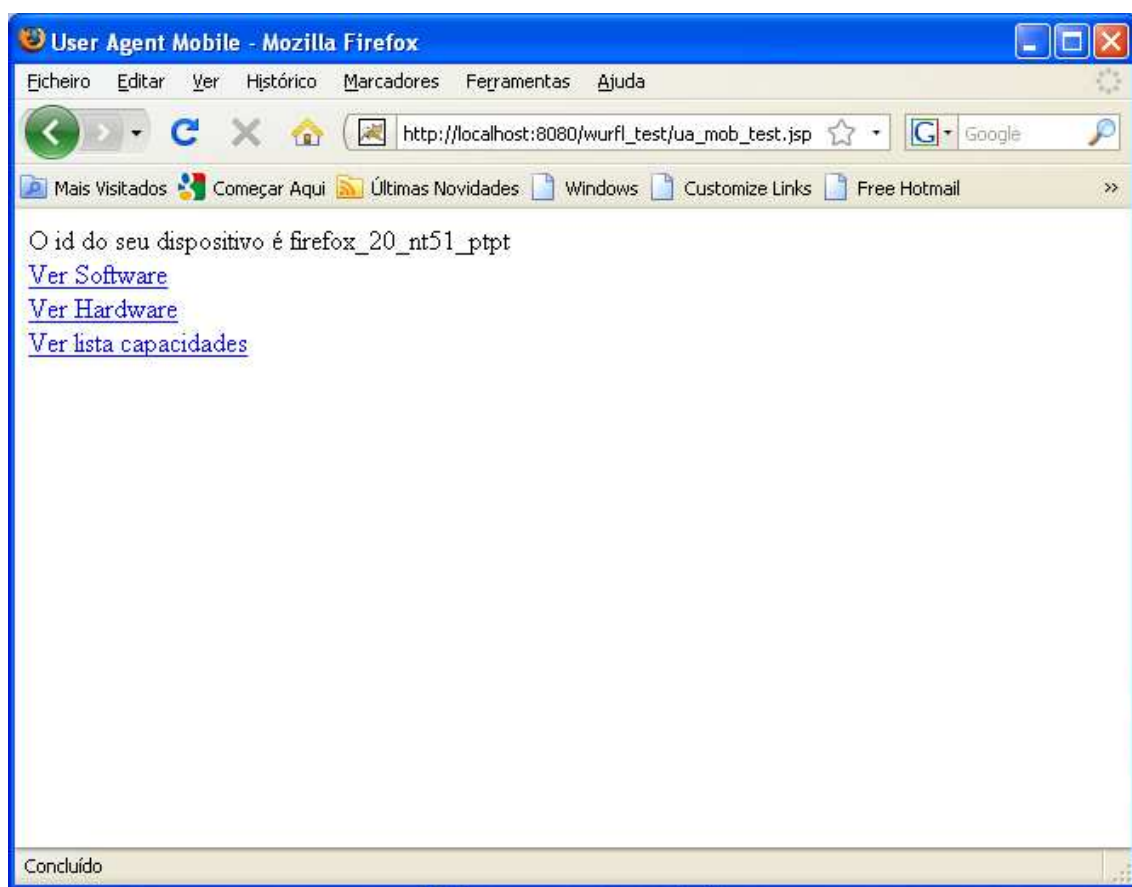 User Agent Mobile - Mozilla Firefox
Ficheiro Editar Ver Histórico Marcadores Ferramentas Ajuda
http://localhost:8080/wurfl_test/ua_mob_test.jsp G Google
Mais Visitados Começar Aqui Últimas Novidades Windows Customize Links Free Hotmail »
O id do seu dispositivo é firefox_20_nt51_ptpt
Ver Software
Ver Hardware
Ver lista capacidades
Concluído